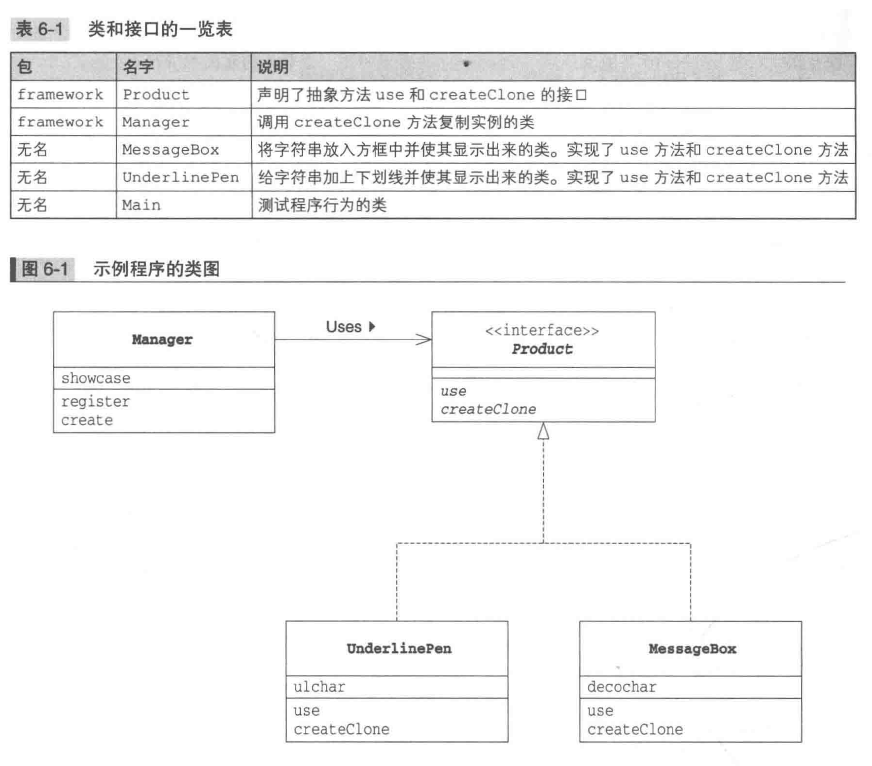 表 6-1 类和接口的一览表
包 名字 说明
framework Product 声明了抽象方法 use 和 createClone 的接口
framework Manager 调用 createClone 方法复制实例的类
无名 MessageBox 将字符串放入方框中并使其显示出来的类。实现了 use 方法和 createClone 方法
无名 UnderlinePen 给字符串加上下划线并使其显示出来的类。实现了 use 方法和 createClone 方法
无名 Main 测试程序行为的类
图 6-1 示例程序的类图
Manager
showcase
register
create
Uses
<<interface>>
Product
use
createClone
UnderlinePen
ulchar
use
createClone
MessageBox
decochar
use
createClone